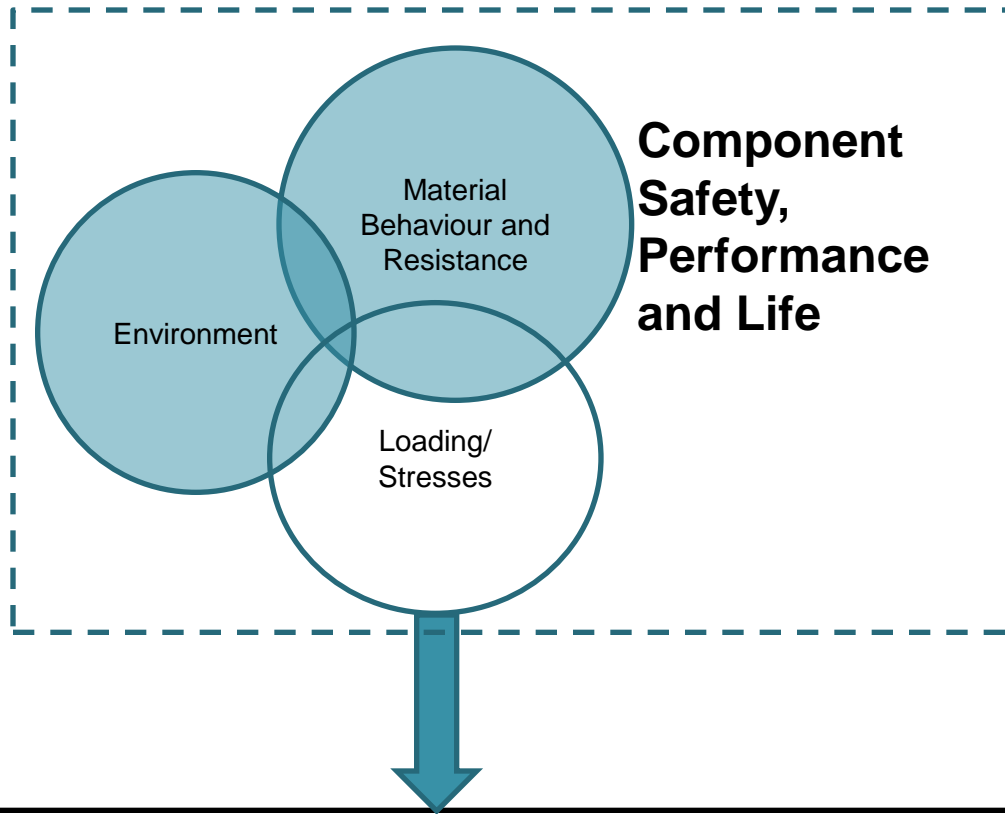 Component
Safety,
Performance
and Life
Material
Behaviour and
Resistance
Environment
Loading/
Stresses